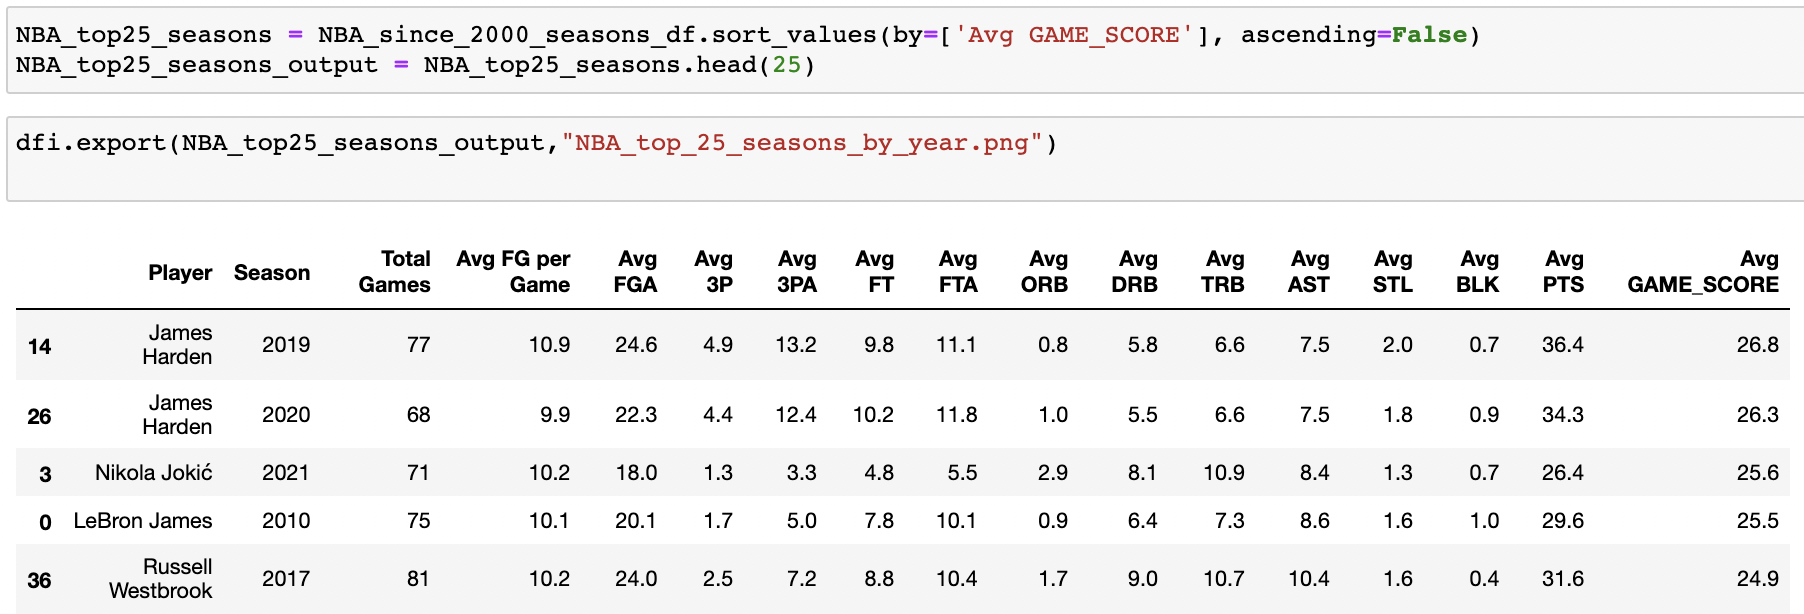 NBA_top25_seasons = NBA_since_2000_seasons_df.sort_values(by=['Avg GAME_SCORE'], ascending=False)
NBA_top25_seasons_output = NBA_top25_seasons.head(25)
dfi.export(NBA_top25_seasons_output,"NBA_top_25_seasons_by_year.png")
Player Season Total Games Avg FG per Game Avg FGA Avg 3P Avg 3PA Avg FT Avg FTA Avg ORB Avg DRB Avg TRB Avg AST Avg STL Avg BLK Avg PTS Avg GAME_SCORE
14 James Harden 2019 77 10.9 24.6 4.9 13.2 9.8 11.1 0.8 5.8 6.6 7.5 2.0 0.7 36.4 26.8
26 James Harden 2020 68 9.9 22.3 4.4 12.4 10.2 11.8 1.0 5.5 6.6 7.5 1.8 0.9 34.3 26.3
3 Nikola Jokić 2021 71 10.2 18.0 1.3 3.3 4.8 5.5 2.9 8.1 10.9 8.4 1.3 0.7 26.4 25.6
0 LeBron James 2010 75 10.1 20.1 1.7 5.0 7.8 10.1 0.9 6.4 7.3 8.6 1.6 1.0 29.6 25.5
36 Russell Westbrook 2017 81 10.2 24.0 2.5 7.2 8.8 10.4 1.7 9.0 10.7 10.4 1.6 0.4 31.6 24.9